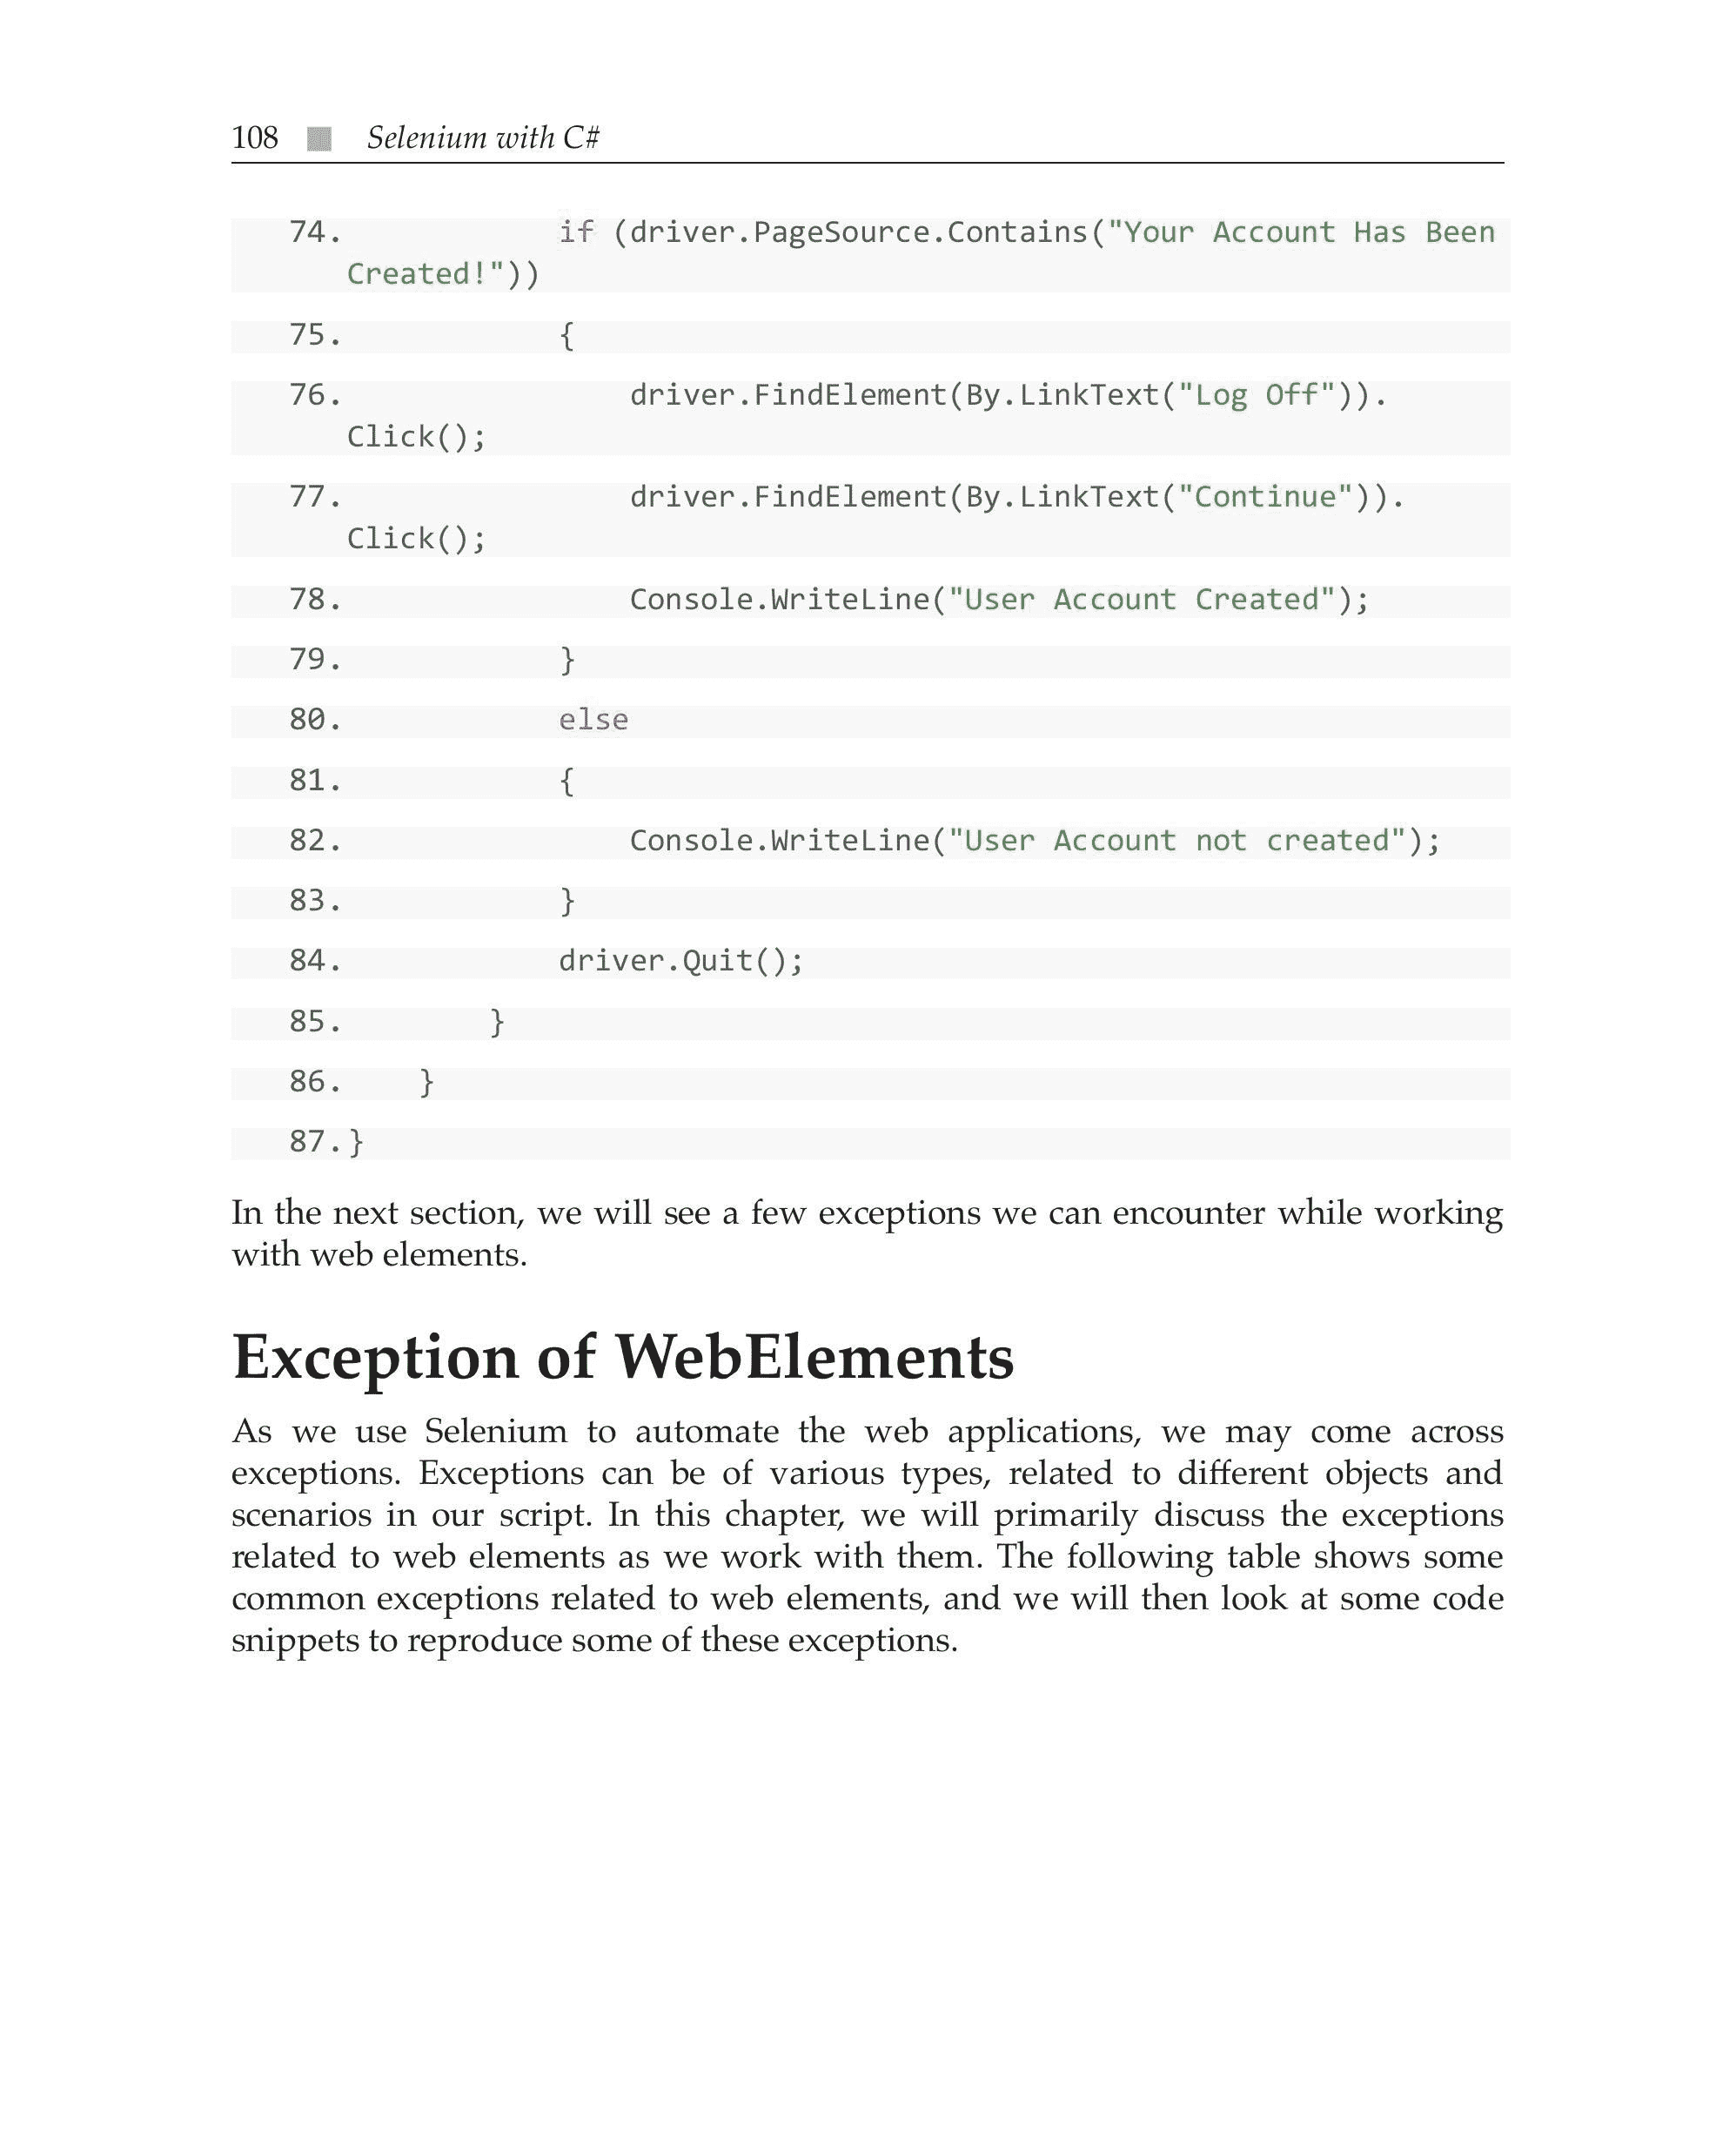 108 Selenium with C#
74. if (driver.PageSource.Contains("Your Account Has Been
Created!"))
75. {
76. driver.FindElement(By.LinkText("Log Off")).
Click();
77. driver.FindElement(By.LinkText("Continue")).
Click();
78. Console.WriteLine("User Account Created");
79. }
80. else
81. {
82. Console.WriteLine("User Account not created");
83. }
84. driver.Quit();
85. }
86. }
87. }
In the next section, we will see a few exceptions we can encounter while working
with web elements.
Exception of WebElements
As we use Selenium to automate the web applications, we may come across
exceptions. Exceptions can be of various types, related to different objects and
scenarios in our script. In this chapter, we will primarily discuss the exceptions
related to web elements as we work with them. The following table shows some
common exceptions related to web elements, and we will then look at some code
snippets to reproduce some of these exceptions.